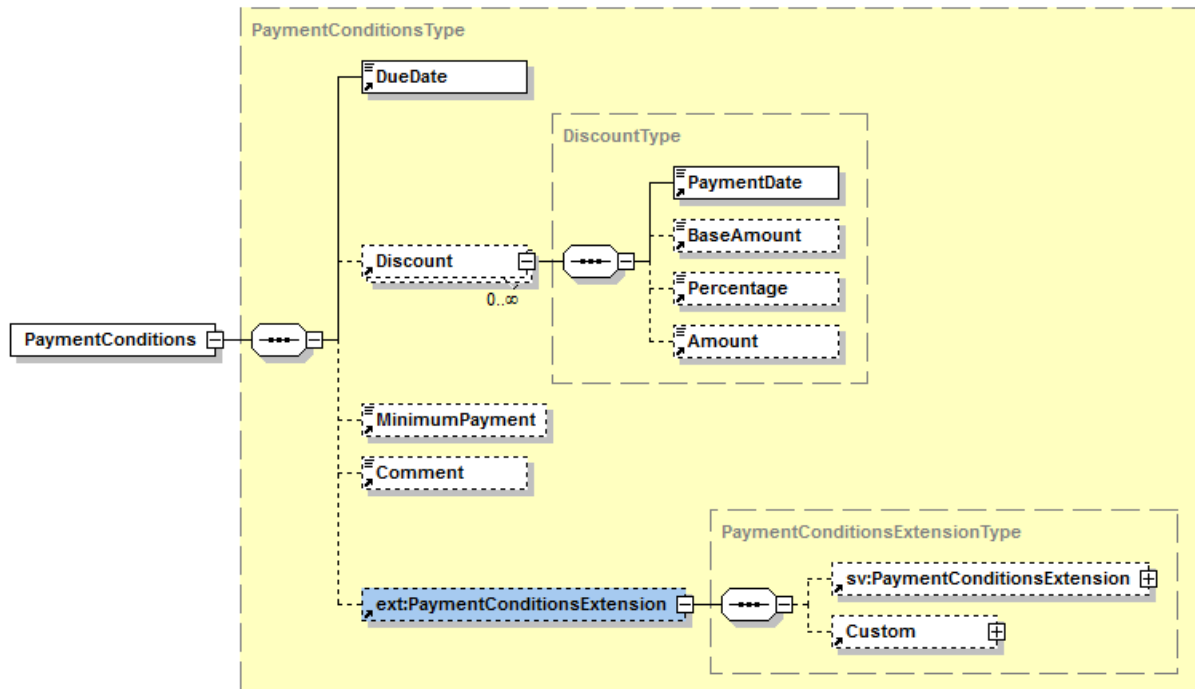 PaymentConditionsType
DueDate
DiscountType
PaymentDate
BaseAmount
Discount
0..∞
Percentage
Amount
PaymentConditions
MinimumPayment
Comment
PaymentConditionsExtensionType
sv:PaymentConditionsExtension
ext:PaymentConditionsExtension
Custom